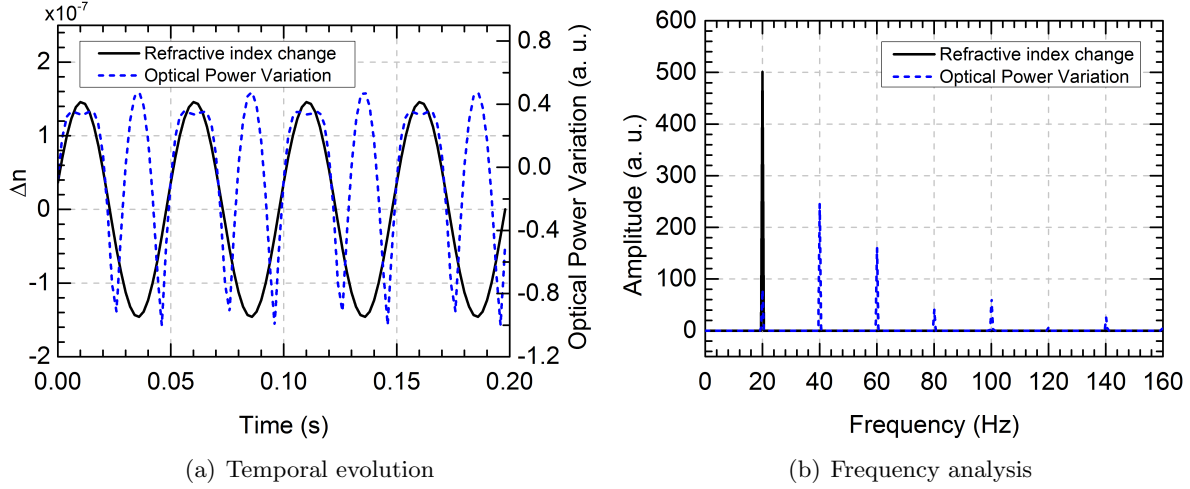 ×10⁻⁷
Refractive index change
Optical Power Variation
2
1
0
-1
-2
Δn
0.8
0.4
0.0
-0.4
-0.8
-1.2
Optical Power Variation (a. u.)
0.00 0.05 0.10 0.15 0.20
Time (s)
(a) Temporal evolution
Refractive index change
Optical Power Variation
600
500
400
300
200
100
0
Amplitude (a. u.)
0 20 40 60 80 100 120 140 160
Frequency (Hz)
(b) Frequency analysis